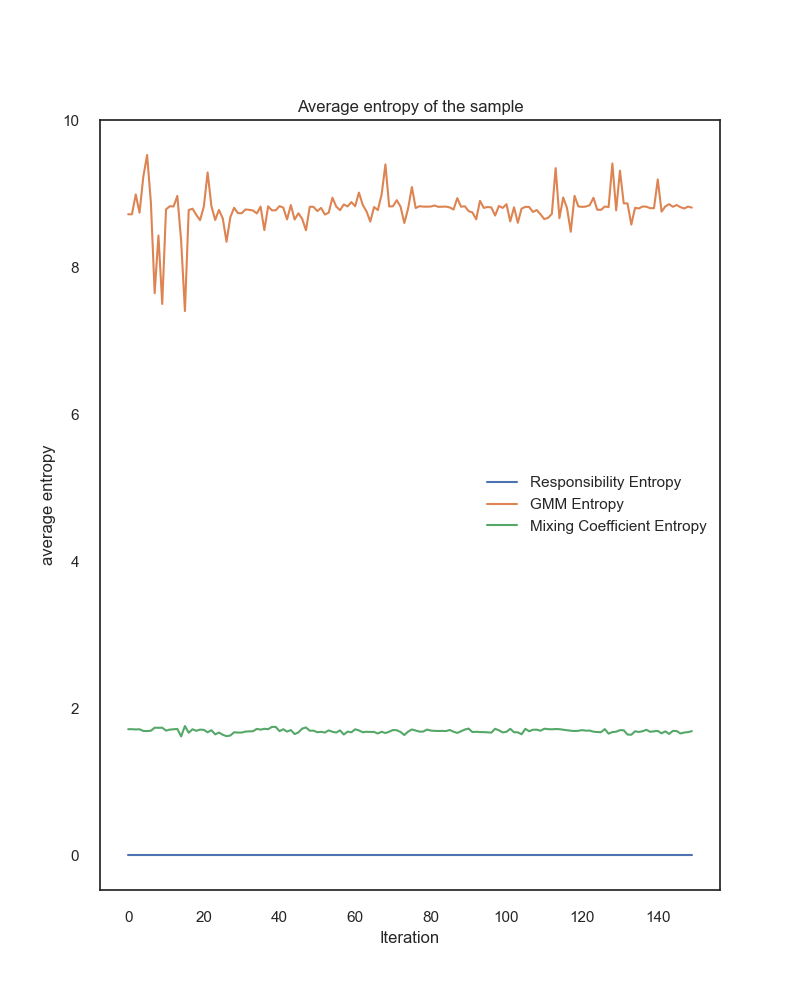 Average entropy of the sample
10
8
6
4
2
0
average entropy
Responsibility Entropy
GMM Entropy
Mixing Coefficient Entropy
0 20 40 60 80 100 120 140
Iteration